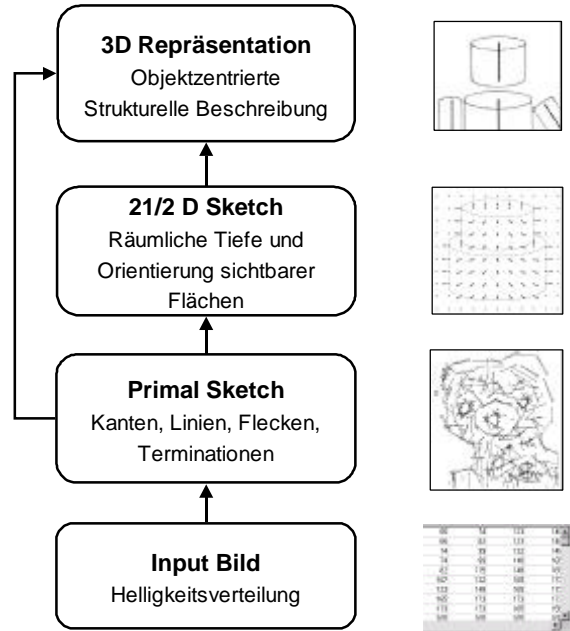 3D Repräsentation
Objektzentrierte
Strukturelle Beschreibung
21/2 D Sketch
Räumliche Tiefe und
Orientierung sichtbarer
Flächen
Primal Sketch
Kanten, Linien, Flecken,
Terminationen
Input Bild
Helligkeitsverteilung